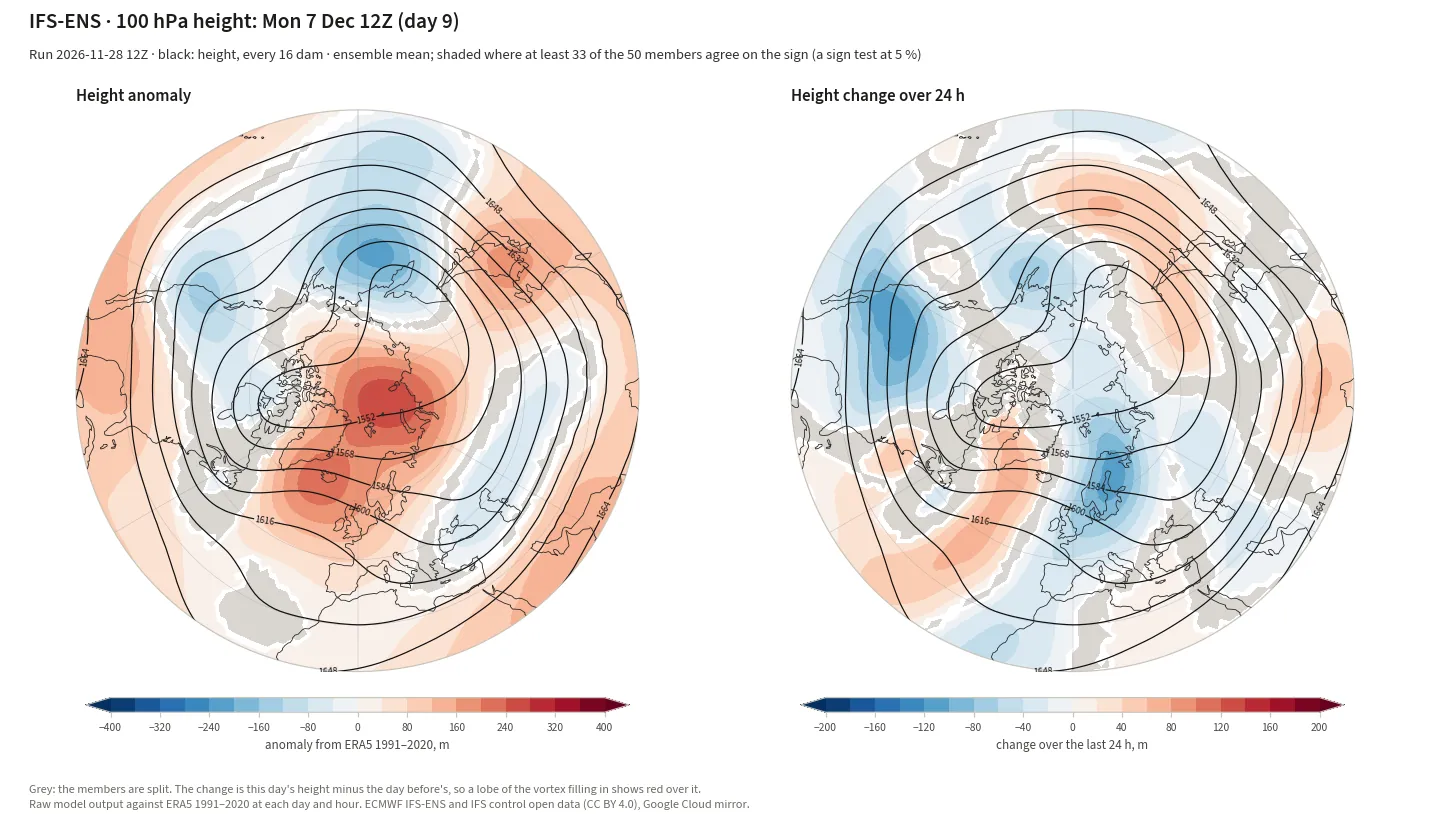 IFS-ENS · 100 hPa height: Mon 7 Dec 12Z (day 9)
Run 2026-11-28 12Z · black: height, every 16 dam · ensemble mean; shaded where at least 33 of the 50 members agree on the sign (a sign test at 5 %)
Height anomaly
Height change over 24 h
1648
1632
1664
1552
1568
1584
1600
1616
1664
1648
1648
1632
1664
1552
1568
1584
1600
1616
1664
1648
−400 −320 −240 −160 −80 0 80 160 240 320 400
anomaly from ERA5 1991–2020, m
−200 −160 −120 −80 −40 0 40 80 120 160 200
change over the last 24 h, m
Grey: the members are split. The change is this day's height minus the day before's, so a lobe of the vortex filling in shows red over it.
Raw model output against ERA5 1991–2020 at each day and hour. ECMWF IFS-ENS and IFS control open data (CC BY 4.0), Google Cloud mirror.